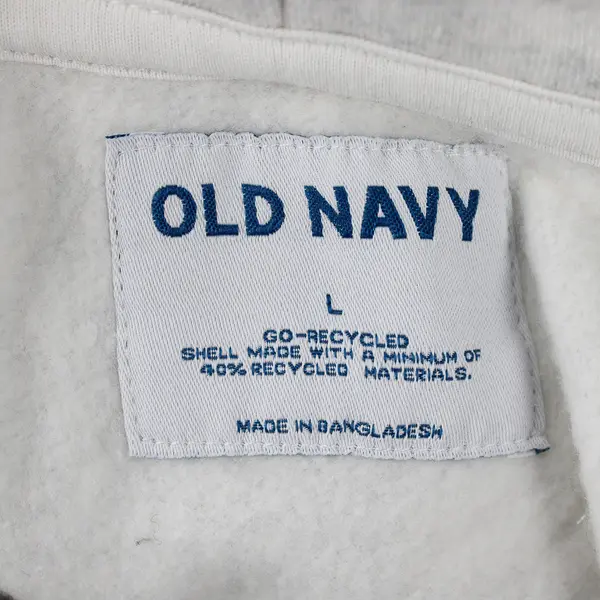 OLD NAVY
L
GO-RECYCLED
SHELL MADE WITH A MINIMUM OF
40% RECYCLED MATERIALS.
MADE IN BANGLADESH